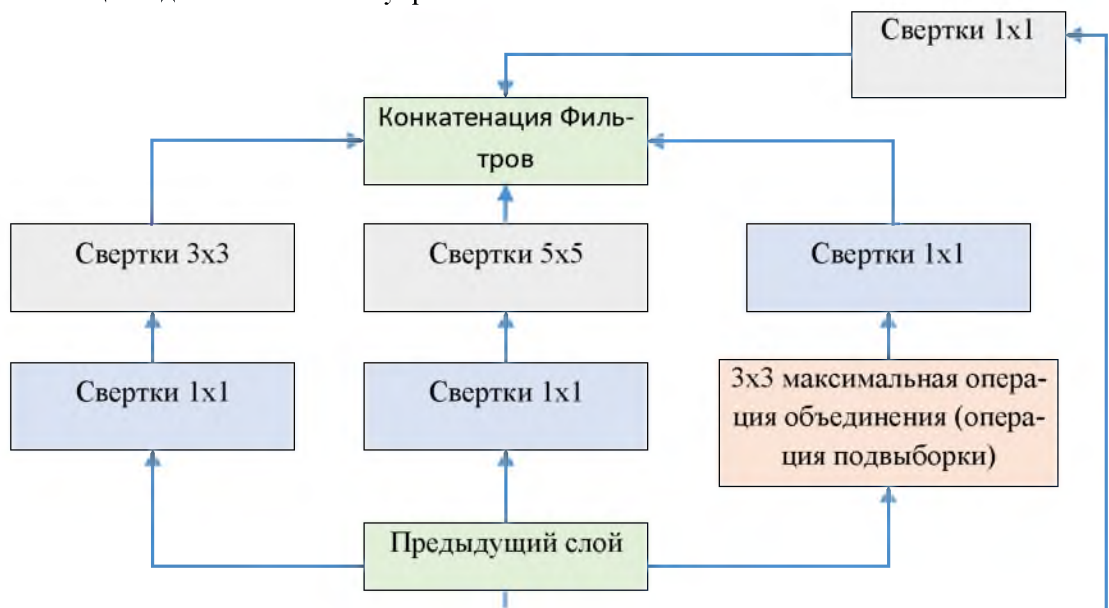 Свертки 1x1
Конкатенация Филь-
тров
Свертки 3x3
Свертки 5x5
Свертки 1x1
Свертки 1x1
Свертки 1x1
3x3 максимальная опера-
ция объединения (опера-
ция подвыборки)
Предыдущий слой